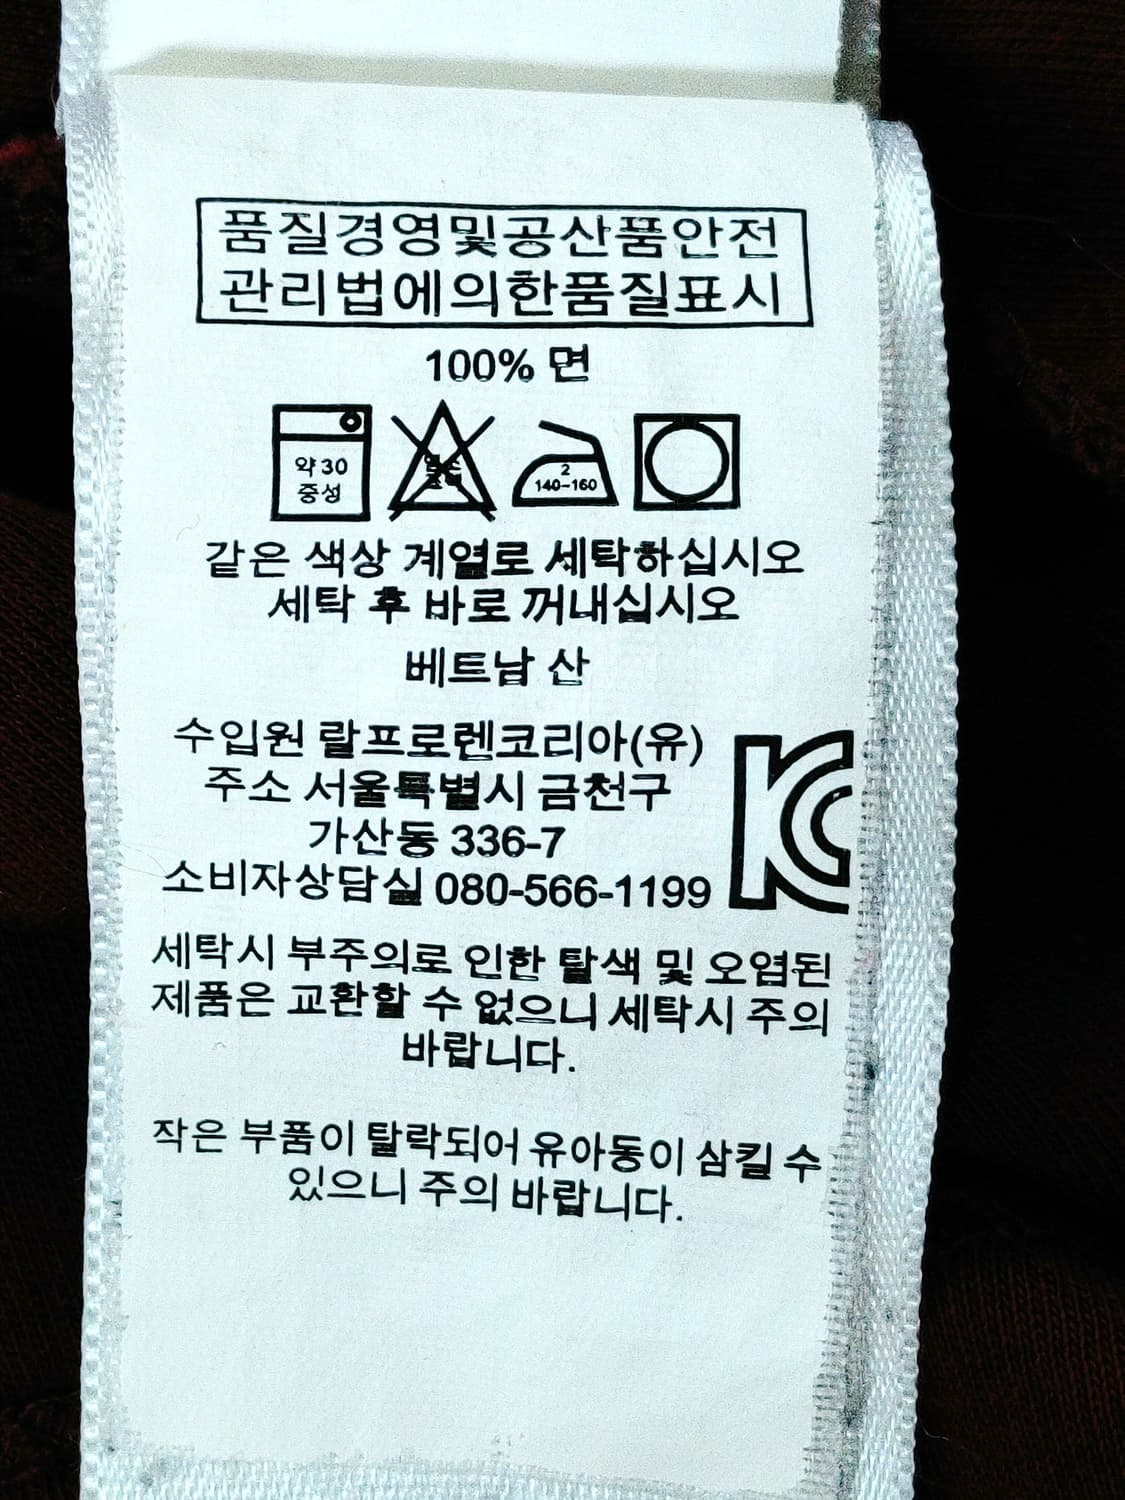 품질경영및공산품안전
관리법에의한품질표시
100% 면
약 30
중성
2
140-160
같은 색상 계열로 세탁하십시오
세탁 후 바로 꺼내십시오
베트남 산
수입원 랄프로렌코리아(유)
주소 서울특별시 금천구
가산동 336-7
소비자상담실 080-566-1199
KC
세탁시 부주의로 인한 탈색 및 오염된
제품은 교환할 수 없으니 세탁시 주의
바랍니다.
작은 부품이 탈락되어 유아동이 삼킬 수
있으니 주의 바랍니다.